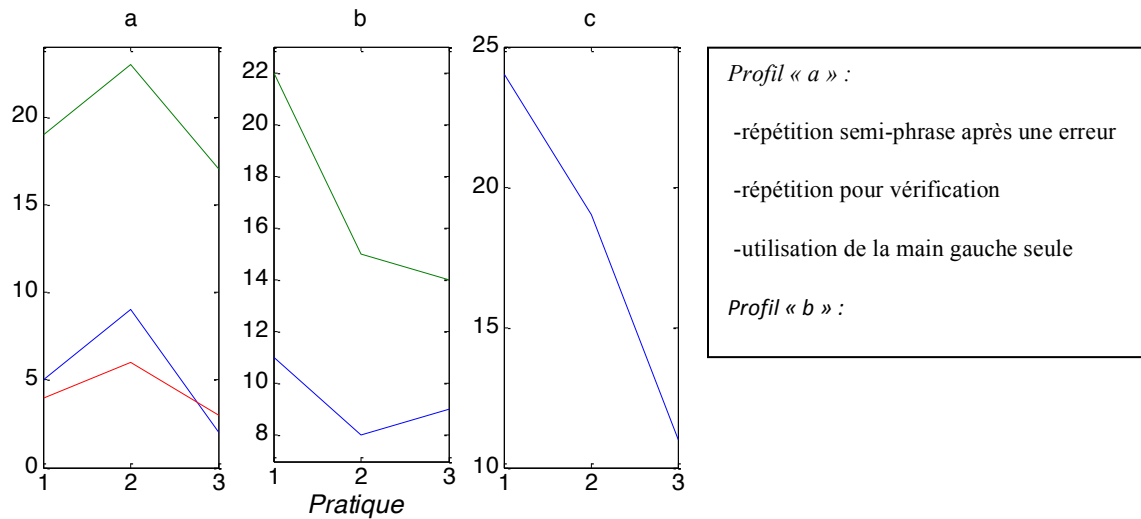 a
b
c
20
15
10
5
0
1
2
3
22
20
18
16
14
12
10
8
1
2
3
25
20
15
10
1
2
3
Pratique
Profil « a » :
-répétition semi-phrase après une erreur
-répétition pour vérification
-utilisation de la main gauche seule
Profil « b » :